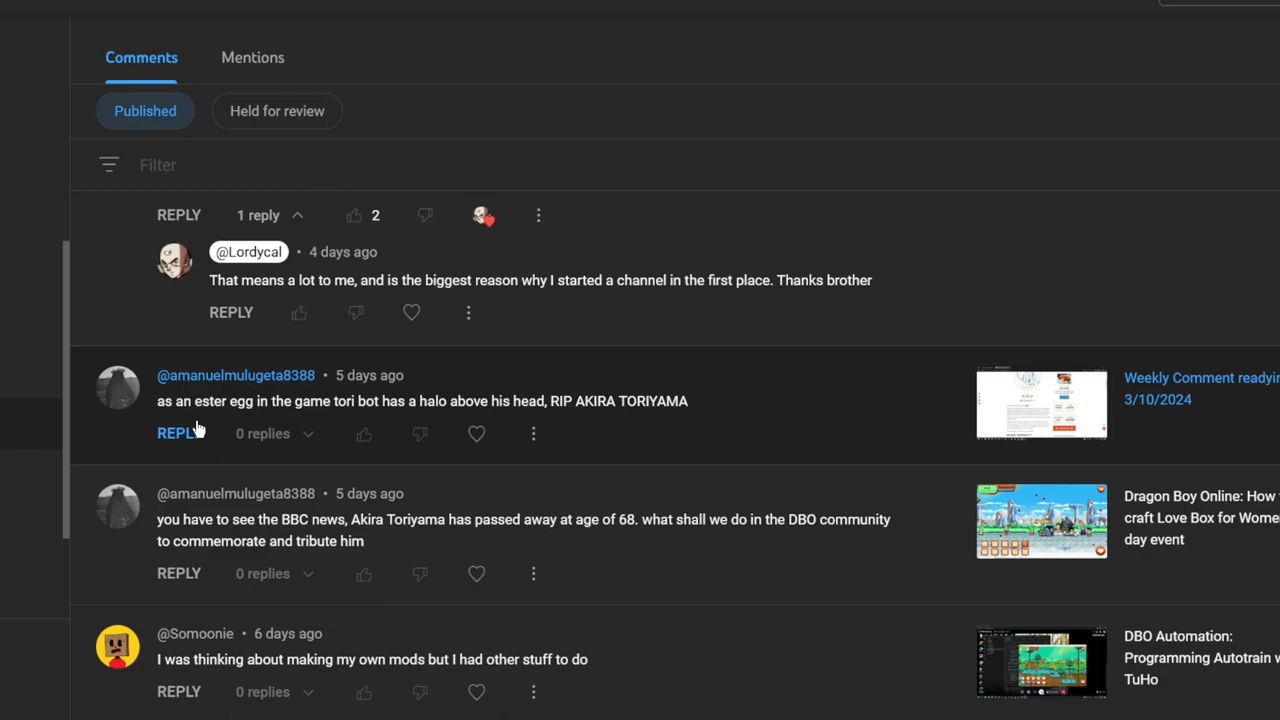 Comments
Mentions
Published
Held for review
Filter
REPLY
1 reply
2
@Lordycal • 4 days ago
That means a lot to me, and is the biggest reason why I started a channel in the first place. Thanks brother
REPLY
@amanuelmulugeta8388 • 5 days ago
as an ester egg in the game tori bot has a halo above his head, RIP AKIRA TORIYAMA
REPLY
0 replies
Weekly Comment readyin
3/10/2024
@amanuelmulugeta8388 • 5 days ago
you have to see the BBC news, Akira Toriyama has passed away at age of 68. what shall we do in the DBO community
to commemorate and tribute him
REPLY
0 replies
Dragon Boy Online: How
craft Love Box for Wome
day event
@Somoonie • 6 days ago
I was thinking about making my own mods but I had other stuff to do
REPLY
0 replies
DBO Automation:
Programming Autotrain w
TuHo